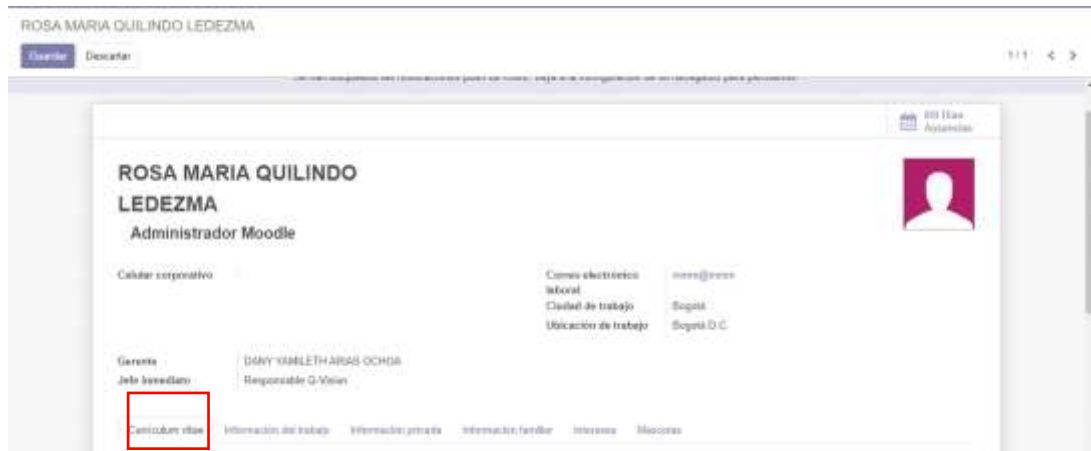 ROSA MARIA QUILINDO LEDEZMA
Guardar Descartar
1/1
Días
Ausencias
ROSA MARIA QUILINDO
LEDEZMA
Administrador Moodle
Celular corporativo
Correo electrónico
laboral
Ciudad de trabajo Bogotá
Ubicación de trabajo Bogotá D.C
Gerente DANY YAMILETH ARIAS OCHOA
Jefe Inmediato Responsable Q-Vision
Curriculum vitae Información del trabajo Información privada Información familiar Intereses Mascotas